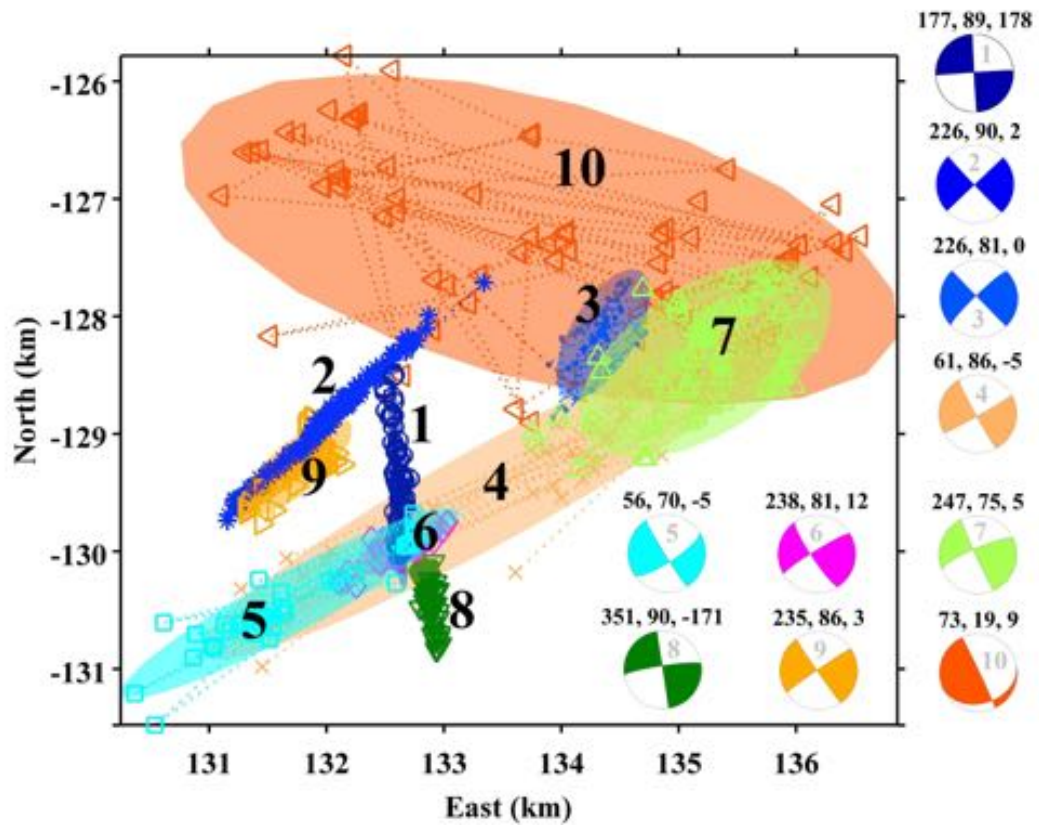 177, 89, 178
1
226, 90, 2
2
226, 81, 0
3
61, 86, -5
4
56, 70, -5
5
238, 81, 12
6
247, 75, 5
7
351, 90, -171
8
235, 86, 3
9
73, 19, 9
10
-126
-127
-128
-129
-130
-131
North (km)
10
3
7
2
1
9
4
6
5
8
131 132 133 134 135 136
East (km)